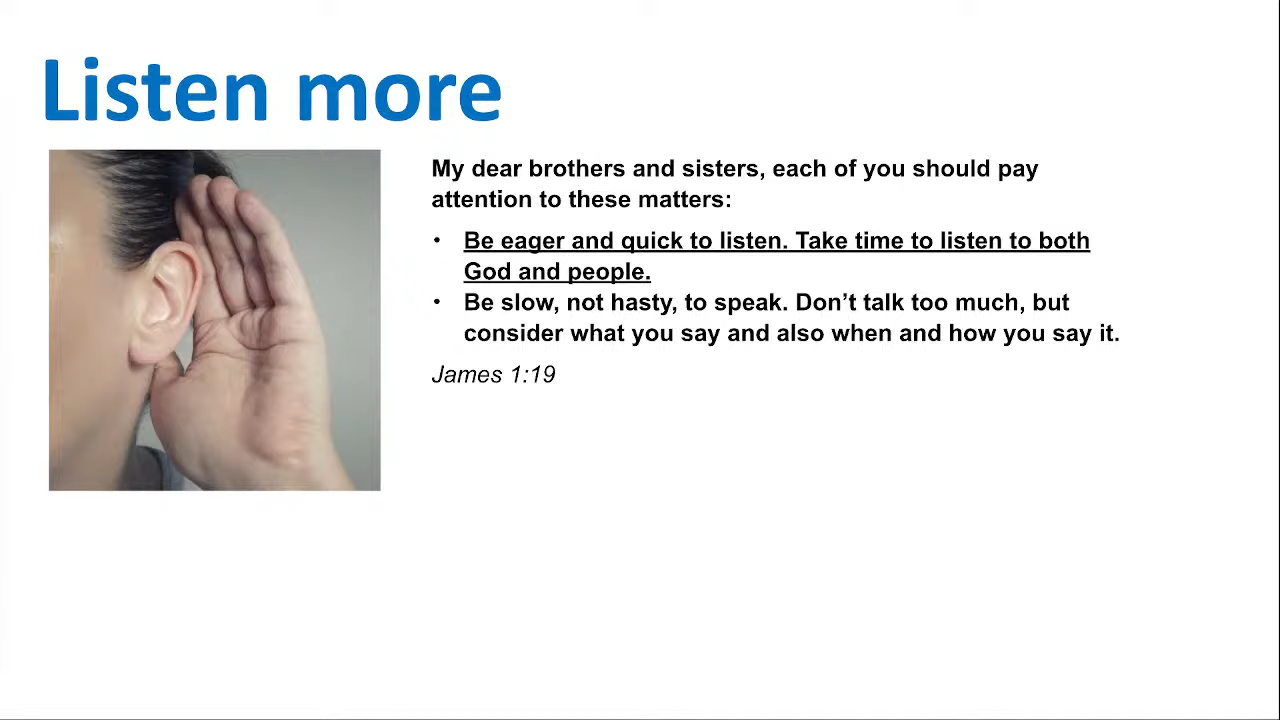 Listen more
My dear brothers and sisters, each of you should pay
attention to these matters:
• Be eager and quick to listen. Take time to listen to both
God and people.
• Be slow, not hasty, to speak. Don’t talk too much, but
consider what you say and also when and how you say it.
James 1:19